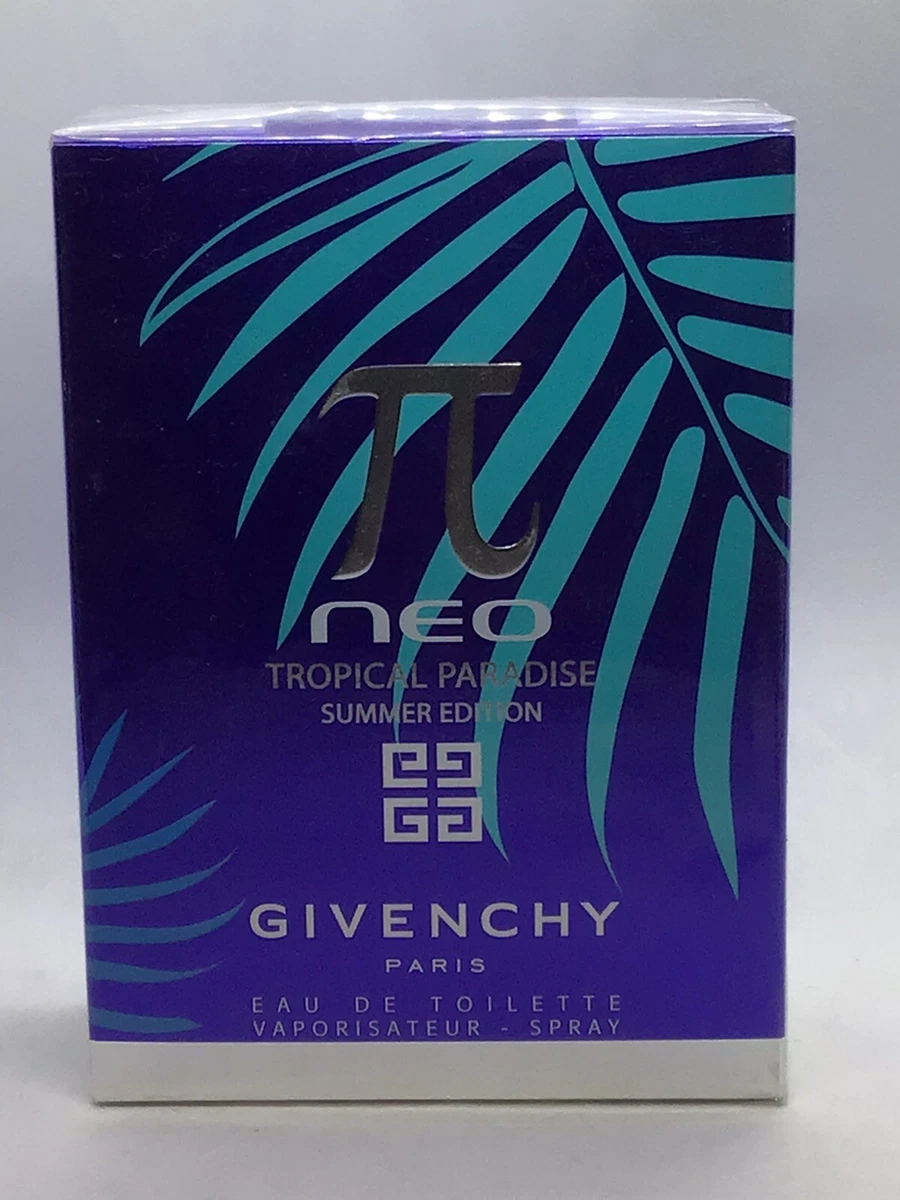 π
neo
TROPICAL PARADISE
SUMMER EDITION
GIVENCHY
PARIS
EAU DE TOILETTE
VAPORISATEUR - SPRAY